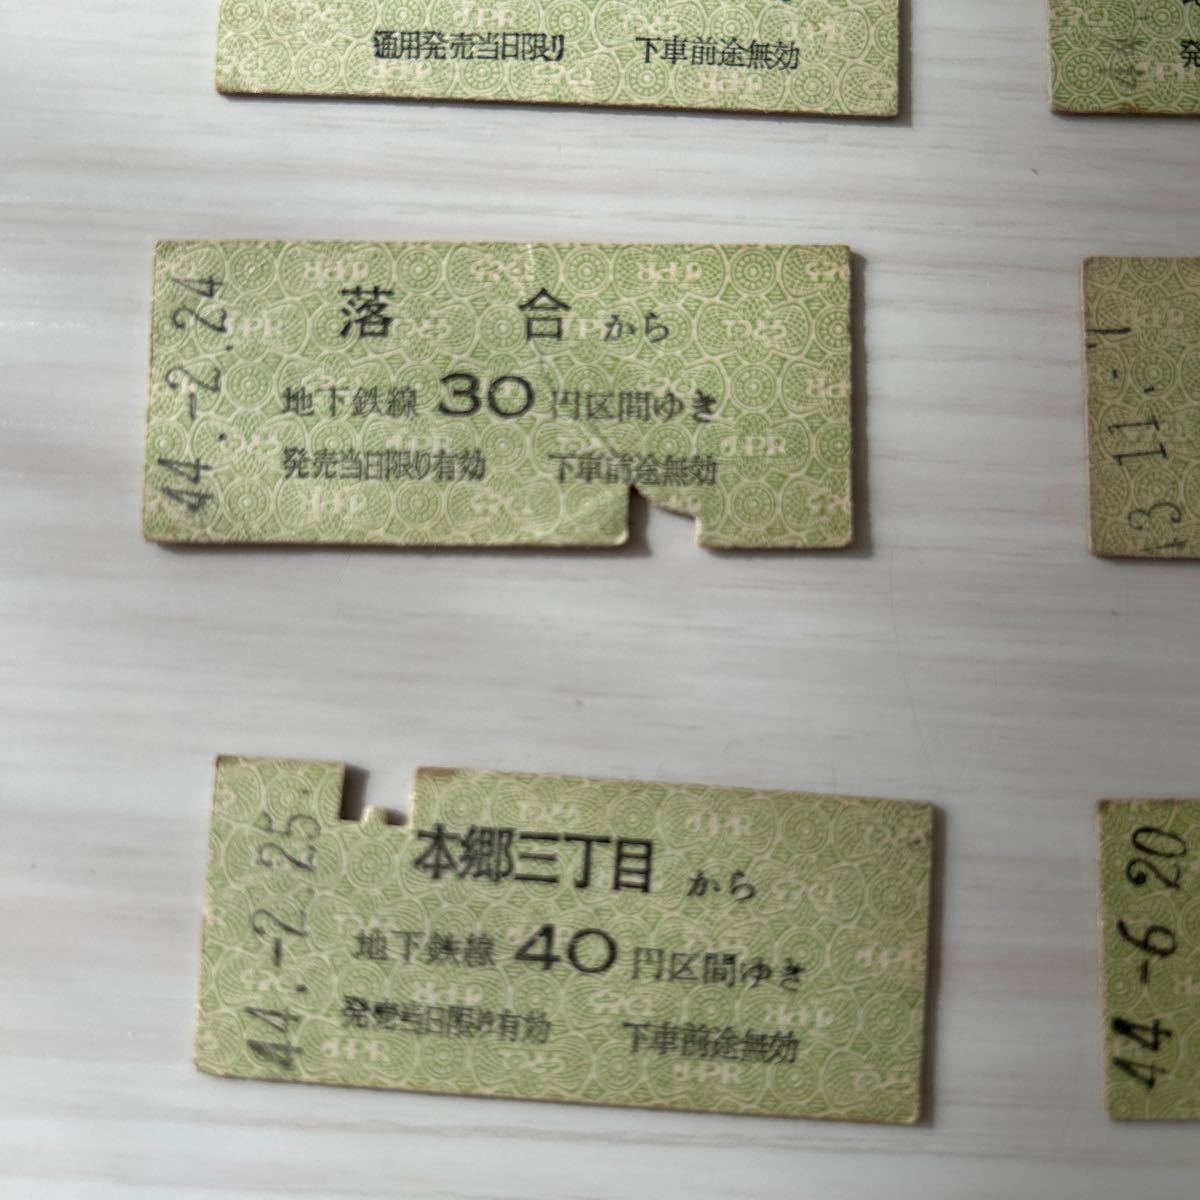 通用発売当日限り 下車前途無効
44.-2.24
落合から
地下鉄線 30 円区間ゆき
発売当日限り有効 下車前途無効
3 11.
44.-2.25.
本郷三丁目から
地下鉄線 40 円区間ゆき
発売当日限り有効 下車前途無効
44-6 20